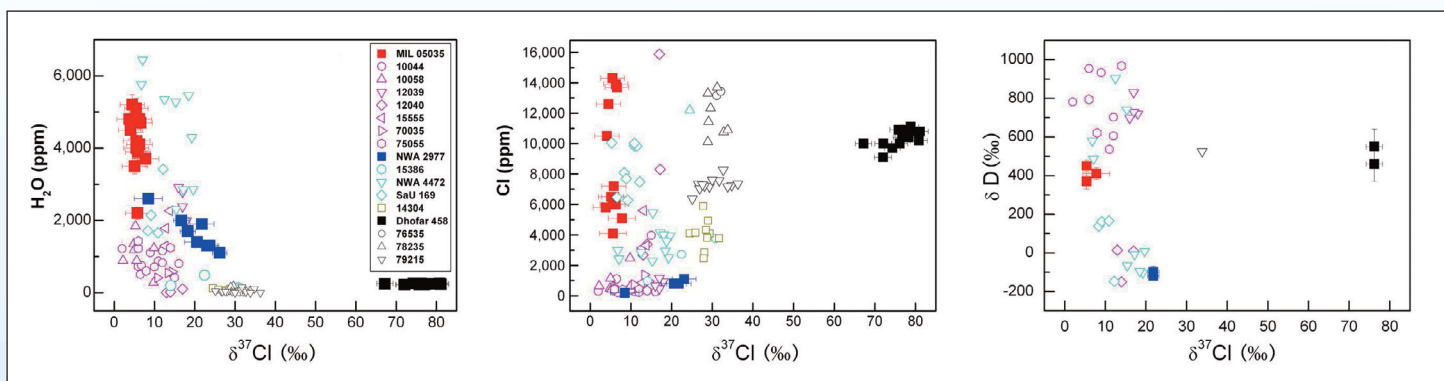 H₂O (ppm)
6,000
4,000
2,000
0
MIL 05035
10044
10058
12039
12040
15555
70035
75055
NWA 2977
15386
NWA 4472
SaU 169
14304
Dhofar 458
76535
78235
79215
0 10 20 30 40 50 60 70 80
δ³⁷Cl (‰)
Cl (ppm)
16,000
14,000
12,000
10,000
8,000
6,000
4,000
2,000
0
0 10 20 30 40 50 60 70 80
δ³⁷Cl (‰)
δ D (‰)
1000
800
600
400
+200
0
-200
0 10 20 30 40 50 60 70 80
δ³⁷Cl (‰)